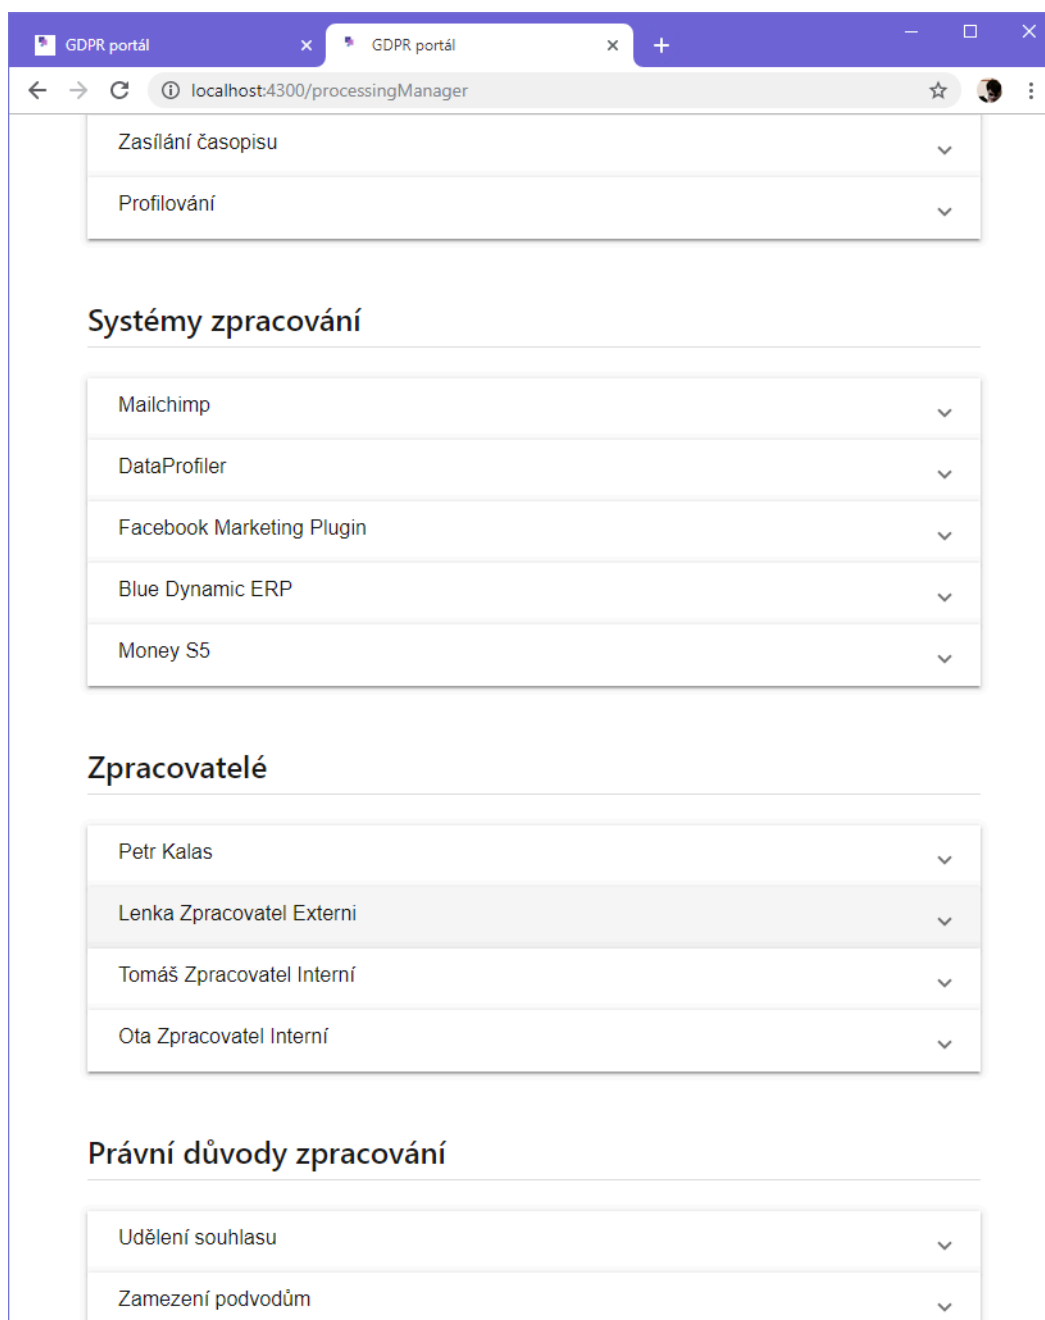 GDPR portál
GDPR portál
localhost:4300/processingManager
Zasílání časopisu
Profilování
Systémy zpracování
Mailchimp
DataProfiler
Facebook Marketing Plugin
Blue Dynamic ERP
Money S5
Zpracovatelé
Petr Kalas
Lenka Zpracovatel Externi
Tomáš Zpracovatel Interní
Ota Zpracovatel Interní
Právní důvody zpracování
Udělení souhlasu
Zamezení podvodům